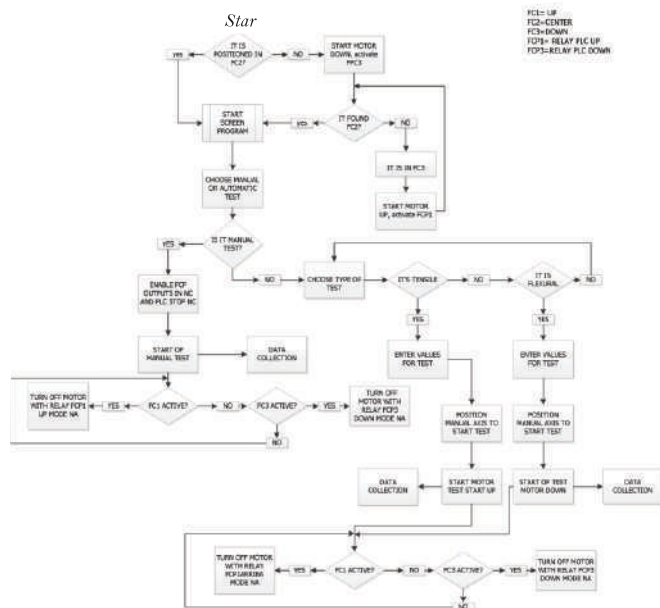 Star
FC1= UP
FC2=CENTER
FC3=DOWN
FCP1= RELAY PLC UP
FCP3=RELAY PLC DOWN
IT IS
POSITIONED IN
FC2?
yes
NO
START MOTOR
DOWN, activate
FPC3
START
SCREEN
PROGRAM
yes
IT FOUND
FC2?
NO
IT IS IN FC3
START MOTOR
UP, activate FCP1
CHOOSE MANUAL
OR AUTOMATIC
TEST
IS IT MANUAL
TEST?
YES
NO
CHOOSE TYPE OF
TEST
IT'S TENSILE
NO
IT IS
FLEXURAL
NO
ENABLE FCP
OUTPUTS IN NC
AND PLC STOP NC
YES
YES
START OF
MANUAL TEST
DATA
COLLECTION
ENTER VALUES
FOR TEST
ENTER VALUES
FOR TEST
TURN OFF MOTOR
WITH RELAY FCP1
UP MODE NA
YES
FC1 ACTIVE?
NO
FC3 ACTIVE?
YES
TURN OFF
MOTOR WITH
RELAY FCP3
DOWN MODE NA
NO
POSITION
MANUAL AXIS TO
START TEST
POSITION
MANUAL AXIS TO
START TEST
DATA
COLLECTION
START MOTOR
TEST START UP
START OF TEST
MOTOR DOWN
DATA
COLLECTION
TURN OFF MOTOR
WITH RELAY
FCP1ARRIBA
MODE NA
YES
FC1 ACTIVE?
NO
FC3 ACTIVE?
YES
TURN OFF MOTOR
WITH RELAY FCP3
DOWN MODE NA
NO